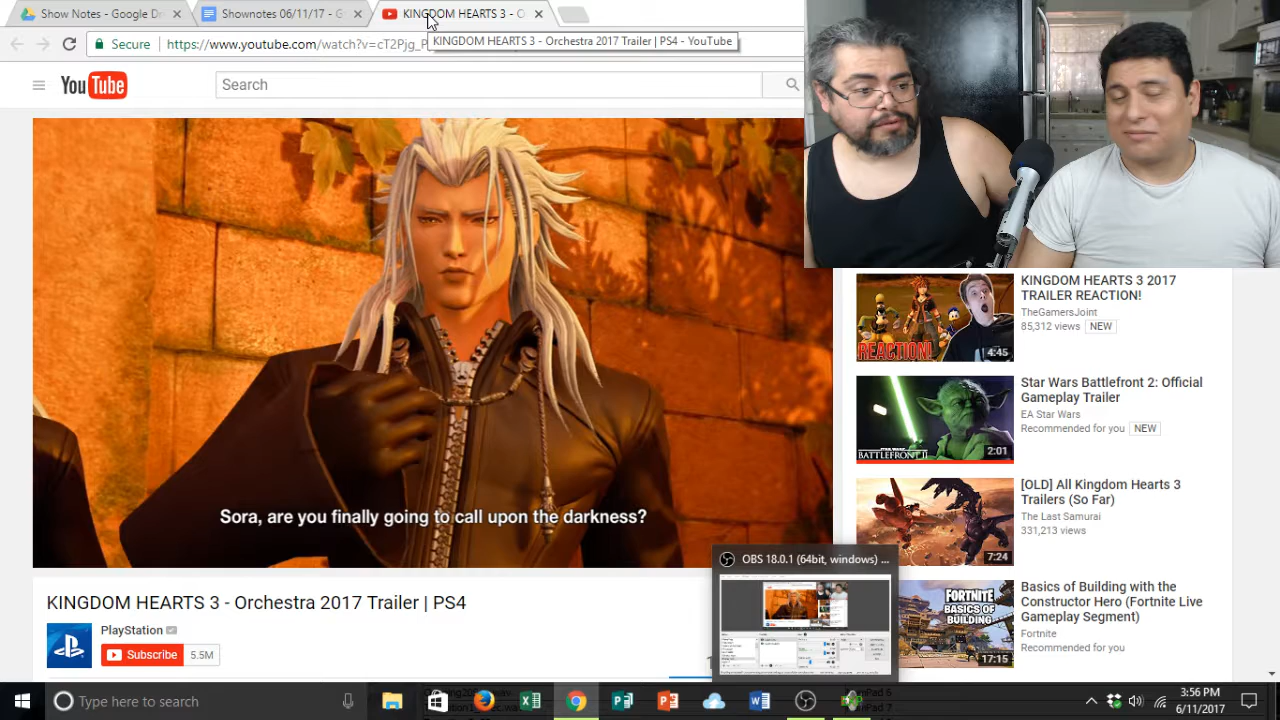 Show Notes - Google Dr
Shownotes 06/11/17 - G
KINGDOM HEARTS 3 - O
Secure
https://www.youtube.com/watch?v=cT2Pjg_P
KINGDOM HEARTS 3 - Orchestra 2017 Trailer | PS4 - YouTube
YouTube
Search
KINGDOM HEARTS 3 2017
TRAILER REACTION!
TheGamersJoint
85,312 views NEW
REACTION!
4:45
Star Wars Battlefront 2: Official
Gameplay Trailer
EA Star Wars
Recommended for you NEW
STAR WARS
BATTLEFRONT II
2:01
[OLD] All Kingdom Hearts 3
Trailers (So Far)
The Last Samurai
331,213 views
7:24
Sora, are you finally going to call upon the darkness?
OBS 18.0.1 (64bit, windows) ...
Basics of Building with the
Constructor Hero (Fortnite Live
Gameplay Segment)
Fortnite
Recommended for you
FORTNITE
BASICS OF
BUILDING
17:15
KINGDOM HEARTS 3 - Orchestra 2017 Trailer | PS4
PlayStation
Subscribe 5.5M
Type here to search
3:56 PM
6/11/2017